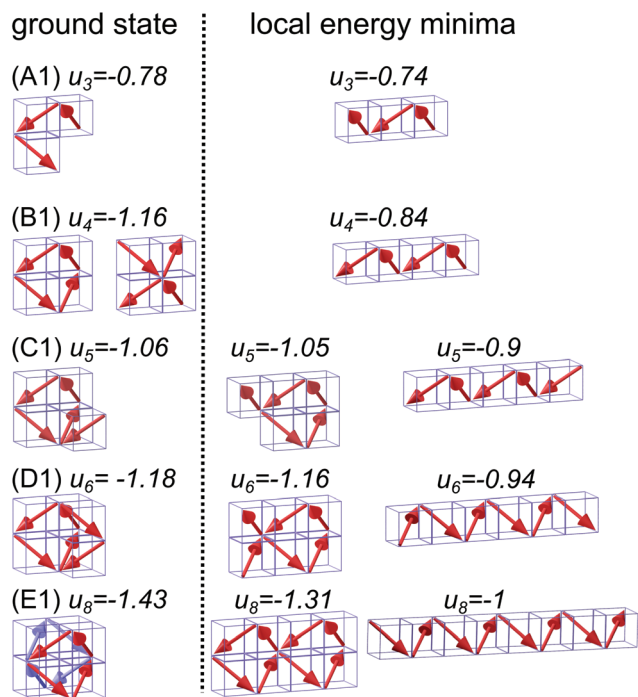 ground state local energy minima
(A1) u₃=-0.78 u₃=-0.74
(B1) u₄=-1.16 u₄=-0.84
(C1) u₅=-1.06 u₅=-1.05 u₅=-0.9
(D1) u₆= -1.18 u₆=-1.16 u₆=-0.94
(E1) u₈=-1.43 u₈=-1.31 u₈=-1